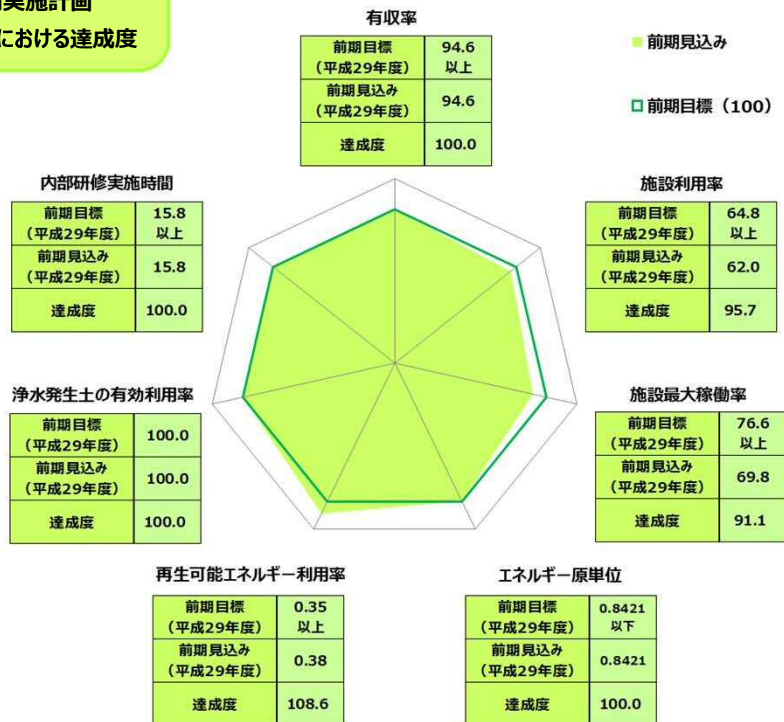 実施計画
における達成度
有収率
前期目標
(平成29年度)
94.6
以上
前期見込み
(平成29年度)
94.6
達成度
100.0
前期見込み
前期目標(100)
内部研修実施時間
前期目標
(平成29年度)
15.8
以上
前期見込み
(平成29年度)
15.8
達成度
100.0
施設利用率
前期目標
(平成29年度)
64.8
以上
前期見込み
(平成29年度)
62.0
達成度
95.7
浄水発生土の有効利用率
前期目標
(平成29年度)
100.0
前期見込み
(平成29年度)
100.0
達成度
100.0
施設最大稼働率
前期目標
(平成29年度)
76.6
以上
前期見込み
(平成29年度)
69.8
達成度
91.1
再生可能エネルギー利用率
前期目標
(平成29年度)
0.35
以上
前期見込み
(平成29年度)
0.38
達成度
108.6
エネルギー原単位
前期目標
(平成29年度)
0.8421
以下
前期見込み
(平成29年度)
0.8421
達成度
100.0